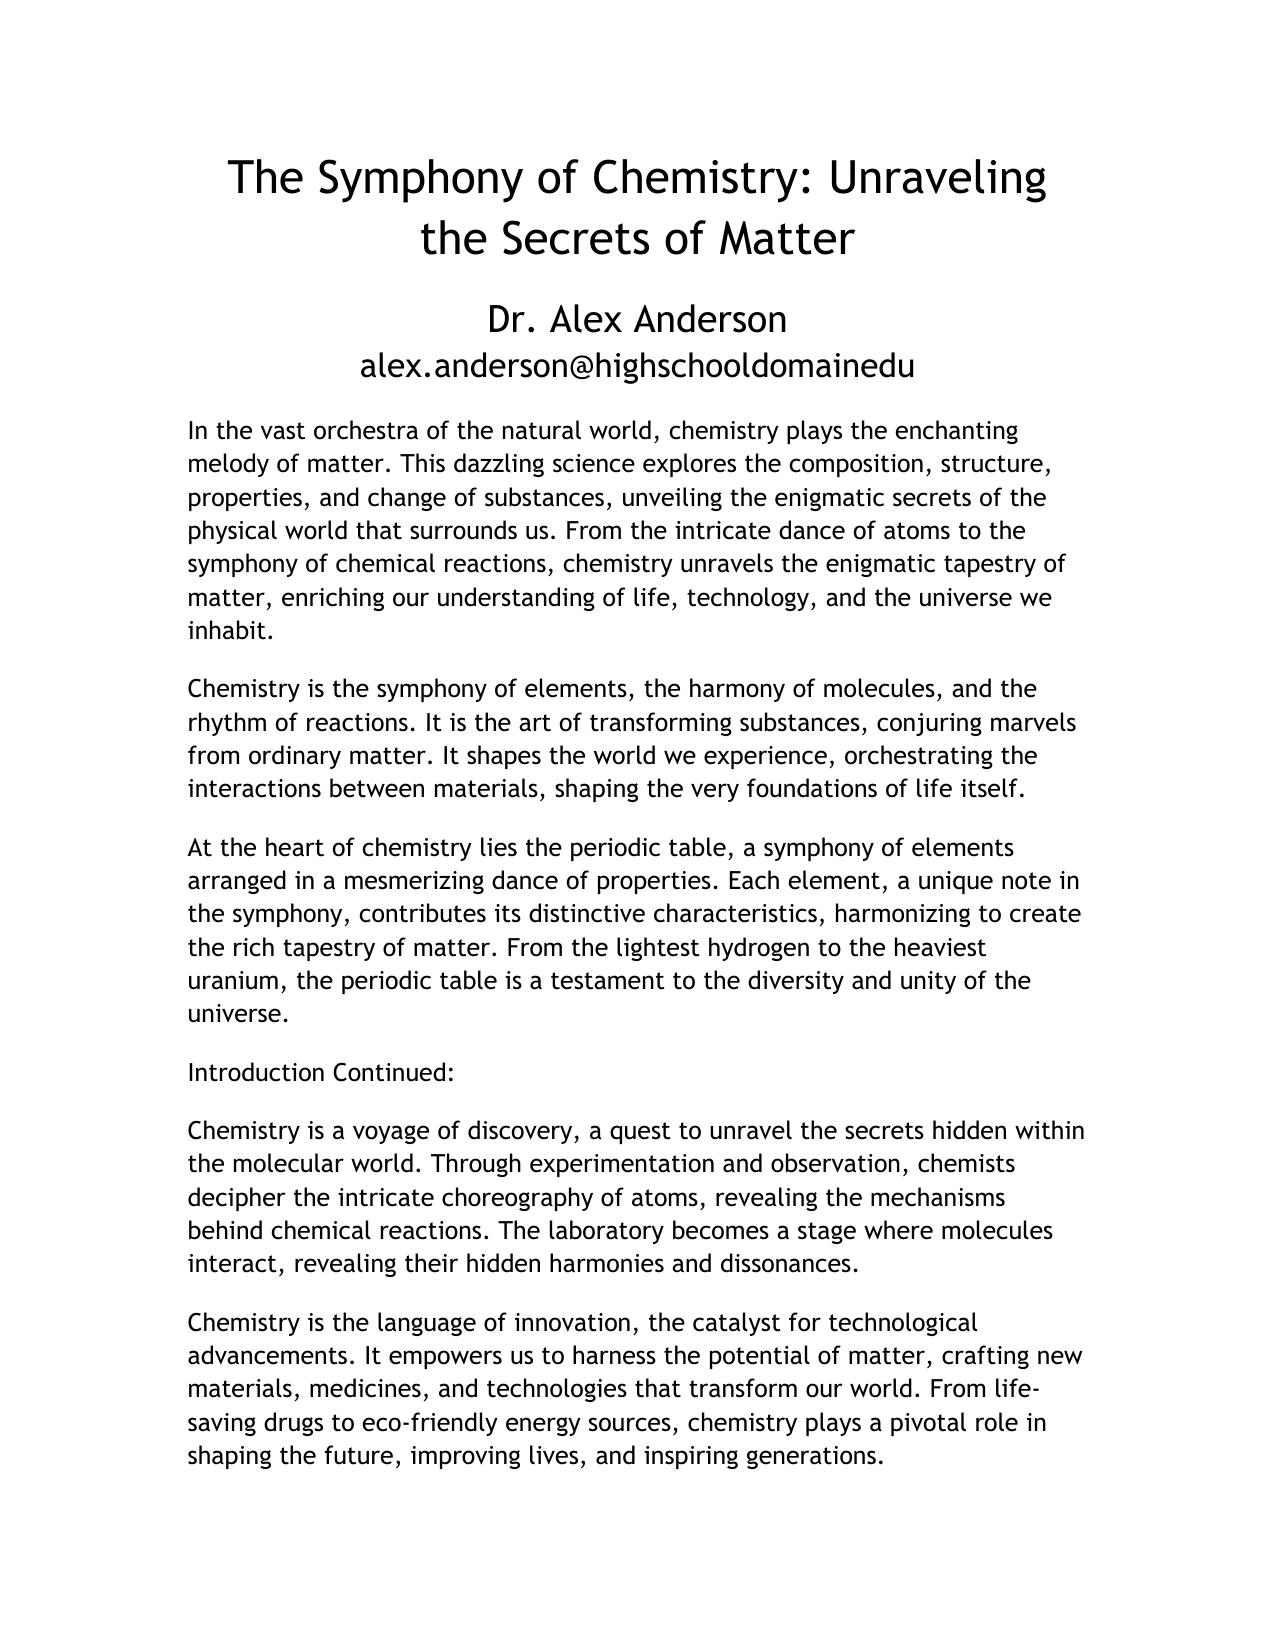 The Symphony of Chemistry: Unraveling
the Secrets of Matter
Dr. Alex Anderson
alex.anderson@highschooldomainedu
In the vast orchestra of the natural world, chemistry plays the enchanting
melody of matter. This dazzling science explores the composition, structure,
properties, and change of substances, unveiling the enigmatic secrets of the
physical world that surrounds us. From the intricate dance of atoms to the
symphony of chemical reactions, chemistry unravels the enigmatic tapestry of
matter, enriching our understanding of life, technology, and the universe we
inhabit.
Chemistry is the symphony of elements, the harmony of molecules, and the
rhythm of reactions. It is the art of transforming substances, conjuring marvels
from ordinary matter. It shapes the world we experience, orchestrating the
interactions between materials, shaping the very foundations of life itself.
At the heart of chemistry lies the periodic table, a symphony of elements
arranged in a mesmerizing dance of properties. Each element, a unique note in
the symphony, contributes its distinctive characteristics, harmonizing to create
the rich tapestry of matter. From the lightest hydrogen to the heaviest
uranium, the periodic table is a testament to the diversity and unity of the
universe.
Introduction Continued:
Chemistry is a voyage of discovery, a quest to unravel the secrets hidden within
the molecular world. Through experimentation and observation, chemists
decipher the intricate choreography of atoms, revealing the mechanisms
behind chemical reactions. The laboratory becomes a stage where molecules
interact, revealing their hidden harmonies and dissonances.
Chemistry is the language of innovation, the catalyst for technological
advancements. It empowers us to harness the potential of matter, crafting new
materials, medicines, and technologies that transform our world. From life-
saving drugs to eco-friendly energy sources, chemistry plays a pivotal role in
shaping the future, improving lives, and inspiring generations.